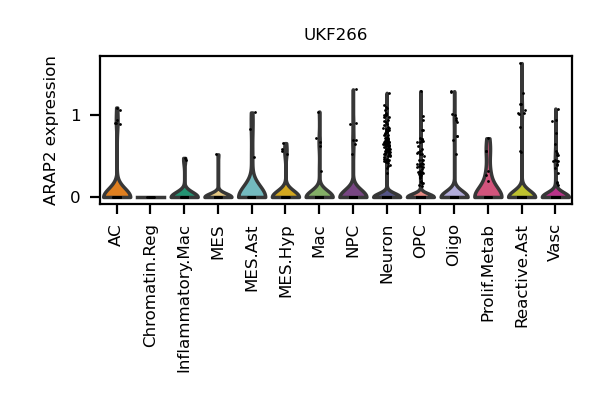 UKF266
ARAP2 expression
1
0
AC
Chromatin.Reg
Inflammatory.Mac
MES
MES.Ast
MES.Hyp
Mac
NPC
Neuron
OPC
Oligo
Prolif.Metab
Reactive.Ast
Vasc